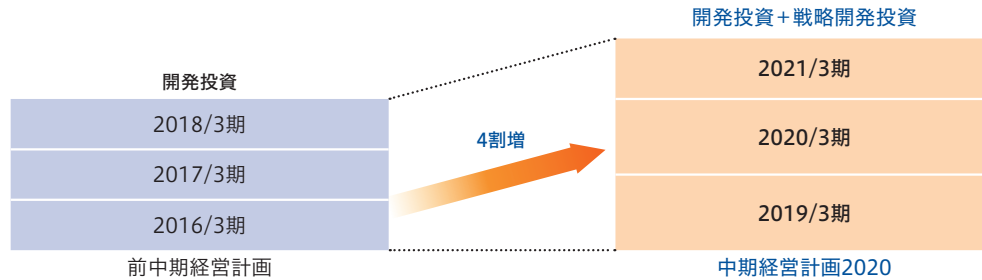 開発投資
2018/3期
2017/3期
2016/3期
前中期経営計画
4割増
開発投資+戦略開発投資
2021/3期
2020/3期
2019/3期
中期経営計画2020